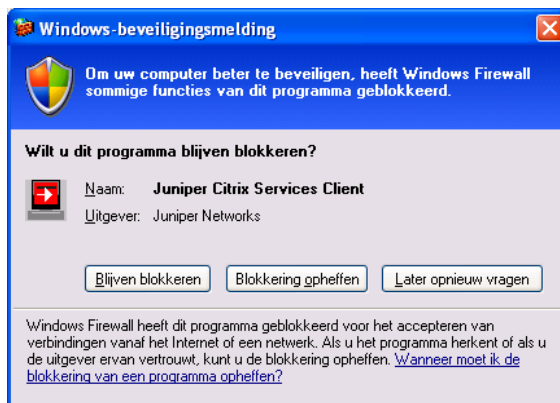 Windows-beveiligingsmelding
Om uw computer beter te beveiligen, heeft Windows Firewall
sommige functies van dit programma geblokkeerd.
Wilt u dit programma blijven blokkeren?
Naam: Juniper Citrix Services Client
Uitgever: Juniper Networks
Blijven blokkeren Blokkering opheffen Later opnieuw vragen
Windows Firewall heeft dit programma geblokkeerd voor het accepteren van
verbindingen vanaf het Internet of een netwerk. Als u het programma herkent of als u
de uitgever ervan vertrouwt, kunt u de blokkering opheffen. Wanneer moet ik de
blokkering van een programma opheffen?